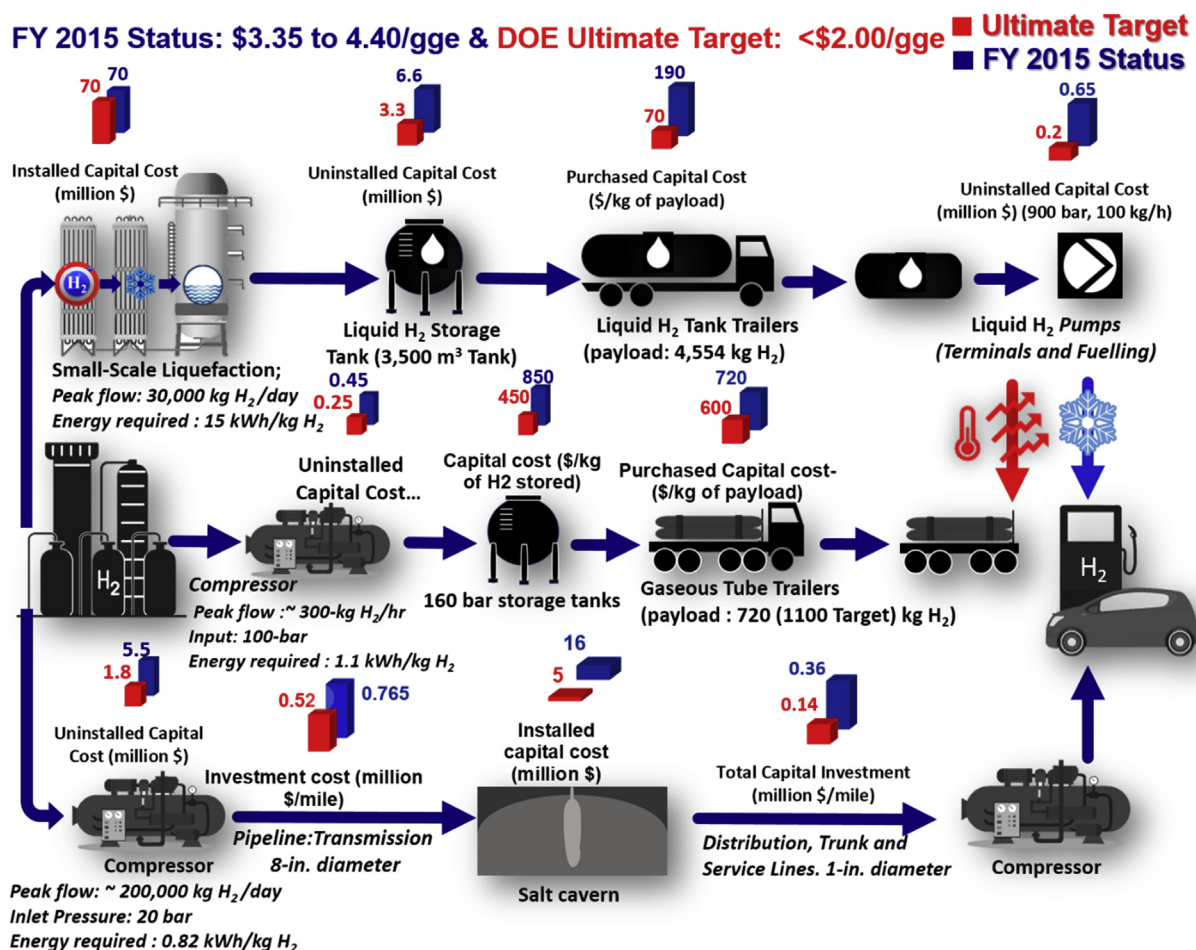 FY 2015 Status: $3.35 to 4.40/gge & DOE Ultimate Target: <$2.00/gge
Ultimate Target
FY 2015 Status
70
70
Installed Capital Cost
(million $)
6.6
3.3
Uninstalled Capital Cost
(million $)
190
70
Purchased Capital Cost
($/kg of payload)
0.65
0.2
Uninstalled Capital Cost
(million $) (900 bar, 100 kg/h)
H₂
Small-Scale Liquefaction;
Peak flow: 30,000 kg H₂/day
Energy required : 15 kWh/kg H₂
Liquid H₂ Storage
Tank (3,500 m³ Tank)
Liquid H₂ Tank Trailers
(payload: 4,554 kg H₂)
Liquid H₂ Pumps
(Terminals and Fuelling)
0.45
0.25
Uninstalled
Capital Cost...
850
450
Capital cost ($/kg
of H2 stored)
720
600
Purchased Capital cost-
($/kg of payload)
H₂
Compressor
Peak flow :~ 300-kg H₂/hr
Input: 100-bar
Energy required : 1.1 kWh/kg H₂
160 bar storage tanks
Gaseous Tube Trailers
(payload : 720 (1100 Target) kg H₂)
H₂
5.5
1.8
Uninstalled Capital
Cost (million $)
0.765
0.52
Investment cost (million
$/mile)
Pipeline:Transmission
8-in. diameter
16
5
Installed
capital cost
(million $)
Salt cavern
0.36
0.14
Total Capital Investment
(million $/mile)
Distribution, Trunk and
Service Lines. 1-in. diameter
Compressor
Compressor
Peak flow: ~ 200,000 kg H₂/day
Inlet Pressure: 20 bar
Energy required : 0.82 kWh/kg H₂